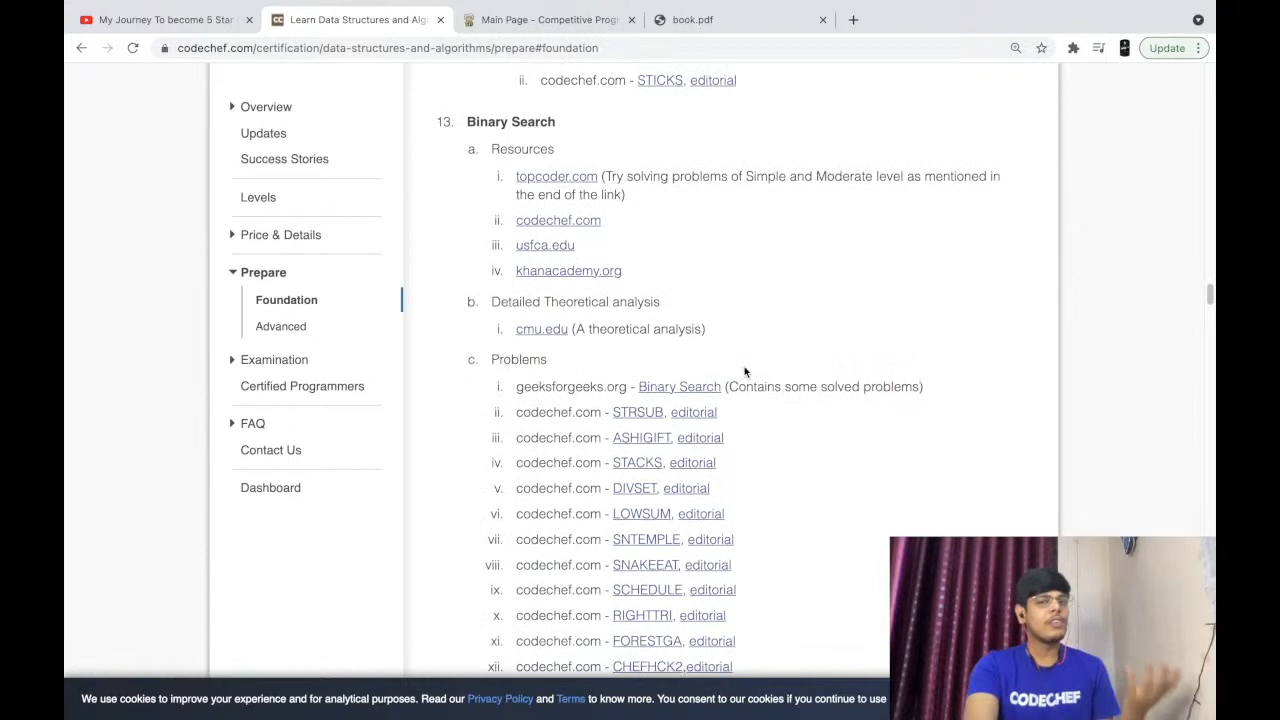 My Journey To become 5 Star
Learn Data Structures and Alg
Main Page - Competitive Prog
book.pdf
codechef.com/certification/data-structures-and-algorithms/prepare#foundation
Update
Overview
Updates
Success Stories
Levels
Price & Details
Prepare
Foundation
Advanced
Examination
Certified Programmers
FAQ
Contact Us
Dashboard
ii. codechef.com - STICKS, editorial
13. Binary Search
a. Resources
i. topcoder.com (Try solving problems of Simple and Moderate level as mentioned in
the end of the link)
ii. codechef.com
iii. usfca.edu
iv. khanacademy.org
b. Detailed Theoretical analysis
i. cmu.edu (A theoretical analysis)
c. Problems
i. geeksforgeeks.org - Binary Search (Contains some solved problems)
ii. codechef.com - STRSUB, editorial
iii. codechef.com - ASHIGIFT, editorial
iv. codechef.com - STACKS, editorial
v. codechef.com - DIVSET, editorial
vi. codechef.com - LOWSUM, editorial
vii. codechef.com - SNTEMPLE, editorial
viii. codechef.com - SNAKEEAT, editorial
ix. codechef.com - SCHEDULE, editorial
x. codechef.com - RIGHTTRI, editorial
xi. codechef.com - FORESTGA, editorial
xii. codechef.com - CHEFHCK2,editorial
We use cookies to improve your experience and for analytical purposes. Read our Privacy Policy and Terms to know more. You consent to our cookies if you continue to use
CODECHEF